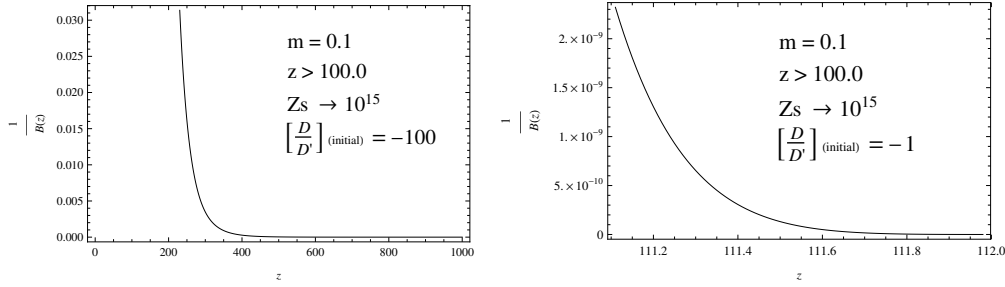 0.030
0.025
0.020
0.015
0.010
0.005
0.000
1
B(z)
0 200 400 600 800 1000
z
m = 0.1
z > 100.0
Zs → 10^15
[D/D'] (initial) = −100
2. × 10^−9
1.5 × 10^−9
1. × 10^−9
5. × 10^−10
0
1
B(z)
111.2 111.4 111.6 111.8 112.0
z
m = 0.1
z > 100.0
Zs → 10^15
[D/D'] (initial) = −1